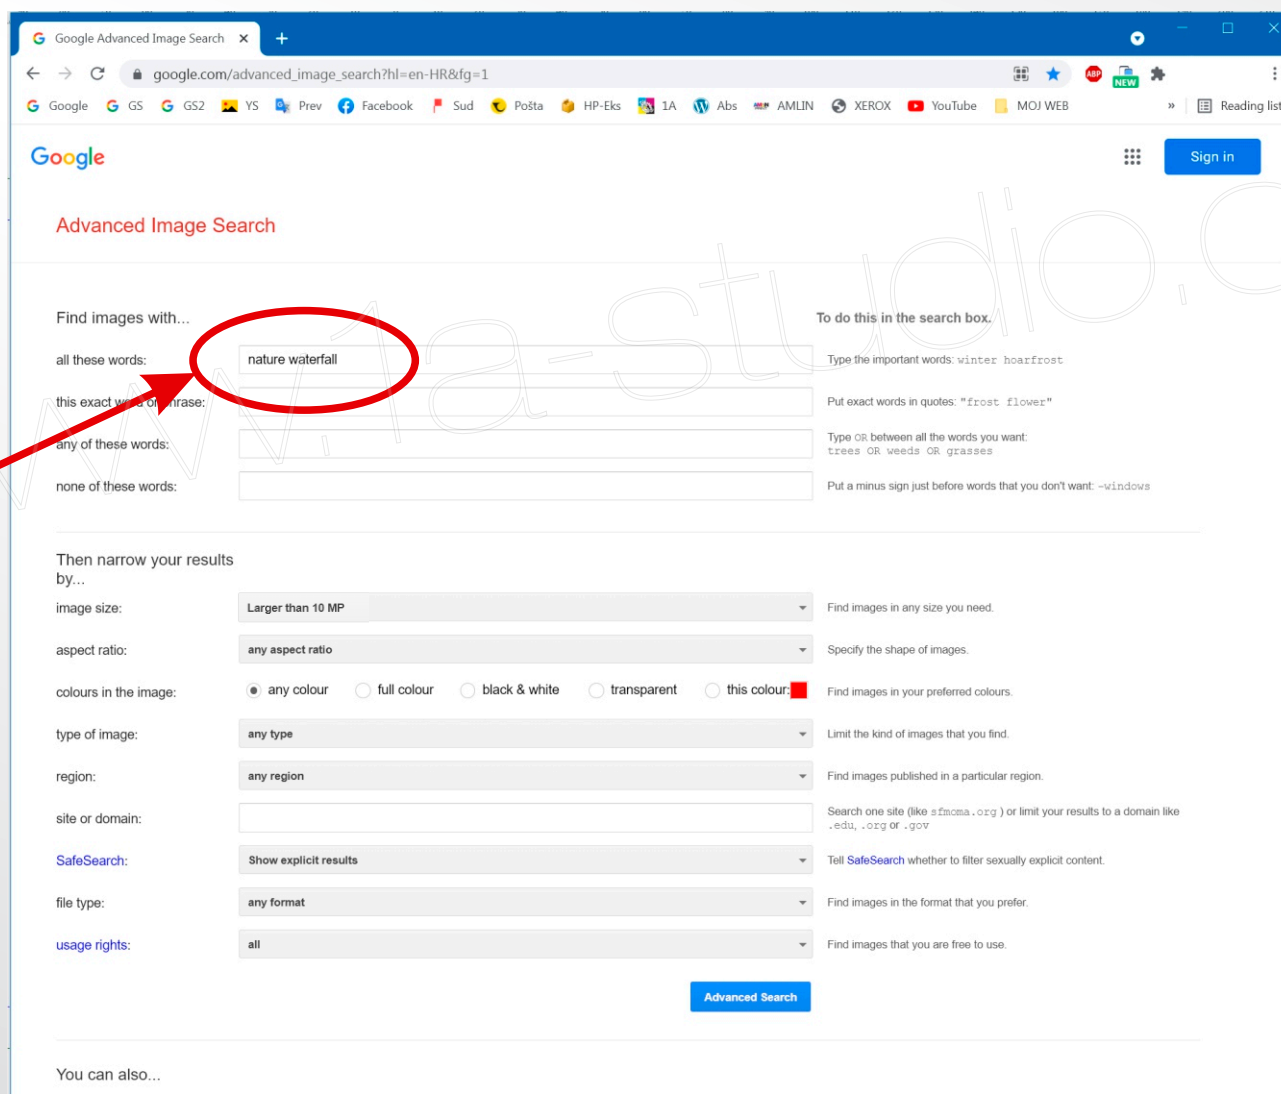 Google Advanced Image Search
google.com/advanced_image_search?hl=en-HR&fg=1
ABP
NEW
Google GS GS2 YS Prev Facebook Sud Pošta HP-Eks 1A Abs AMLIN XEROX YouTube MOJ WEB » Reading list
Google
Sign in
Advanced Image Search
www.1a-studio.c
Find images with...
To do this in the search box.
all these words:
nature waterfall
Type the important words: winter hoarfrost
this exact word or phrase:
Put exact words in quotes: "frost flower"
any of these words:
Type OR between all the words you want:
trees OR weeds OR grasses
none of these words:
Put a minus sign just before words that you don't want: -windows
Then narrow your results
by...
image size:
Larger than 10 MP
Find images in any size you need.
aspect ratio:
any aspect ratio
Specify the shape of images.
colours in the image:
any colour full colour black & white transparent this colour:
Find images in your preferred colours.
type of image:
any type
Limit the kind of images that you find.
region:
any region
Find images published in a particular region.
site or domain:
Search one site (like sfmoma.org ) or limit your results to a domain like
.edu, .org or .gov
SafeSearch:
Show explicit results
Tell SafeSearch whether to filter sexually explicit content.
file type:
any format
Find images in the format that you prefer.
usage rights:
all
Find images that you are free to use.
Advanced Search
You can also...